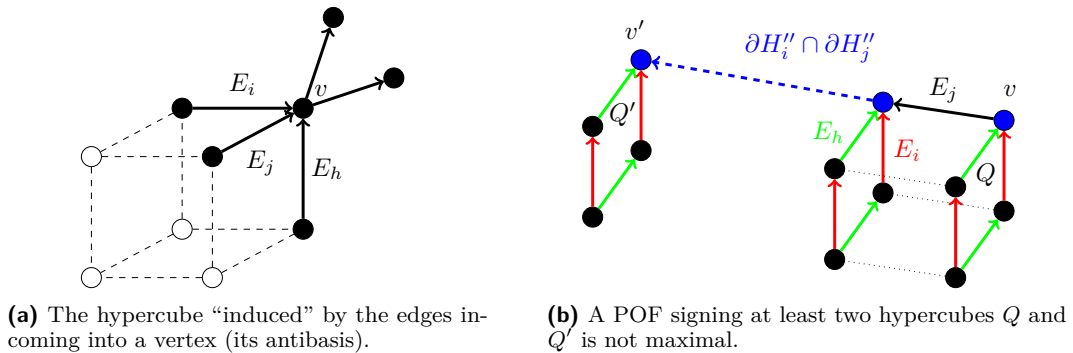 E_i
v
E_j
E_h
(a) The hypercube “induced” by the edges in-
coming into a vertex (its antibasis).
v′
∂H″_i ∩ ∂H″_j
v
E_j
Q′
E_h
E_i
Q
(b) A POF signing at least two hypercubes Q and
Q′ is not maximal.